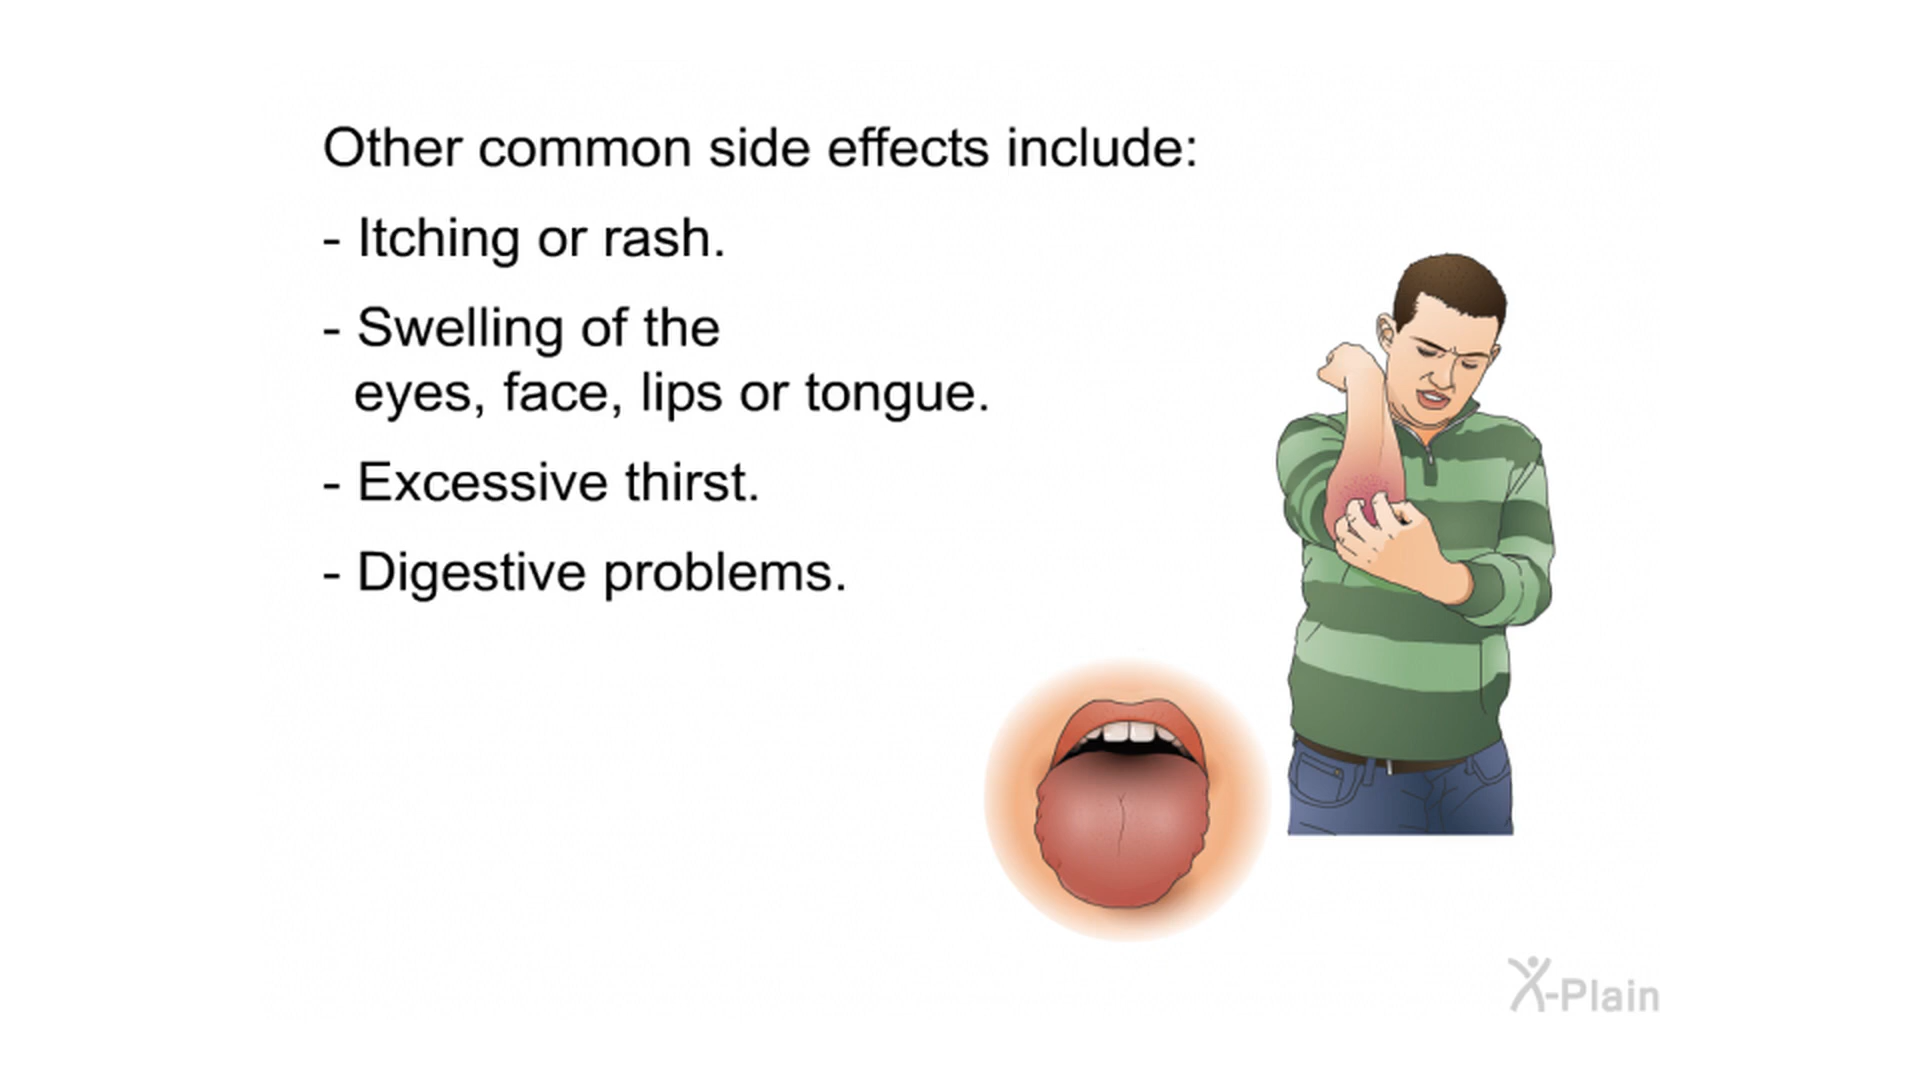 Other common side effects include:
- Itching or rash.
- Swelling of the
eyes, face, lips or tongue.
- Excessive thirst.
- Digestive problems.
X-Plain